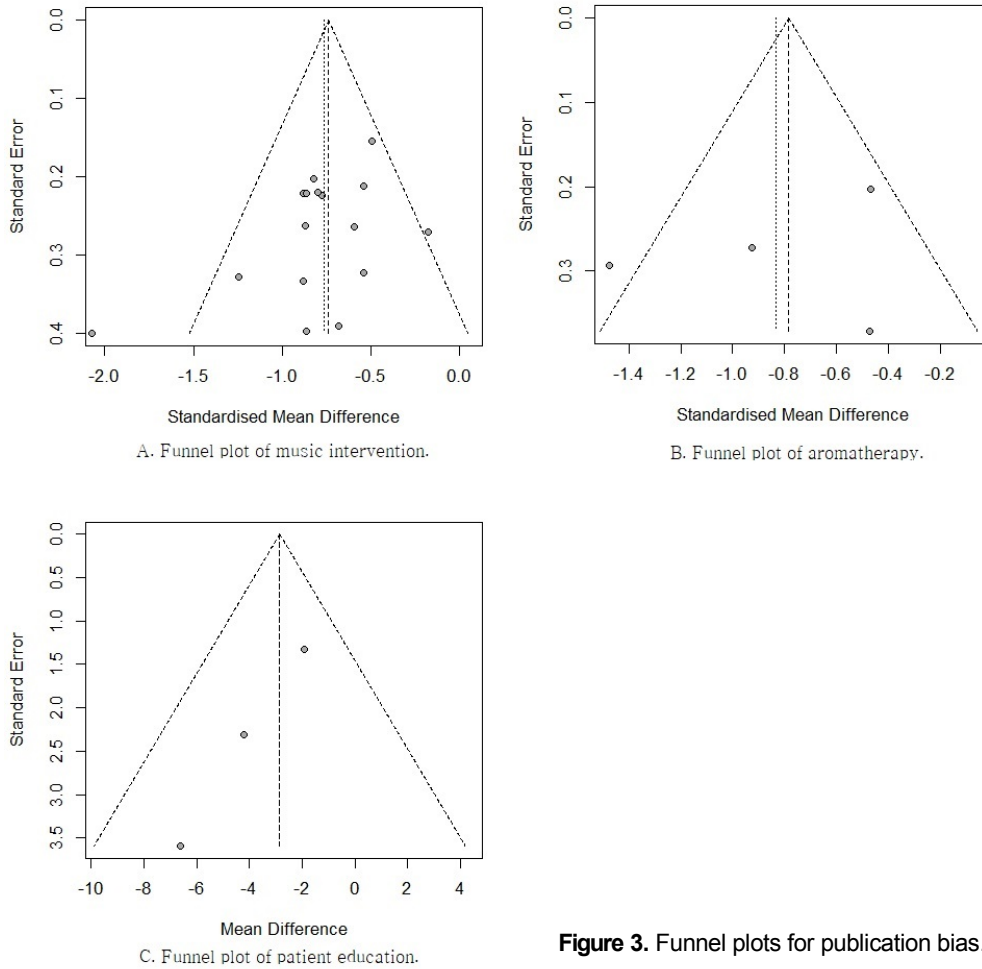 0.0
0.1
0.2
0.3
0.4
Standard Error
-2.0 -1.5 -1.0 -0.5 0.0
Standardised Mean Difference
A. Funnel plot of music intervention.
0.0
0.1
0.2
0.3
Standard Error
-1.4 -1.2 -1.0 -0.8 -0.6 -0.4 -0.2
Standardised Mean Difference
B. Funnel plot of aromatherapy.
0.0
0.5
1.0
1.5
2.0
2.5
3.0
3.5
Standard Error
-10 -8 -6 -4 -2 0 2 4
Mean Difference
C. Funnel plot of patient education.
Figure 3. Funnel plots for publication bias.